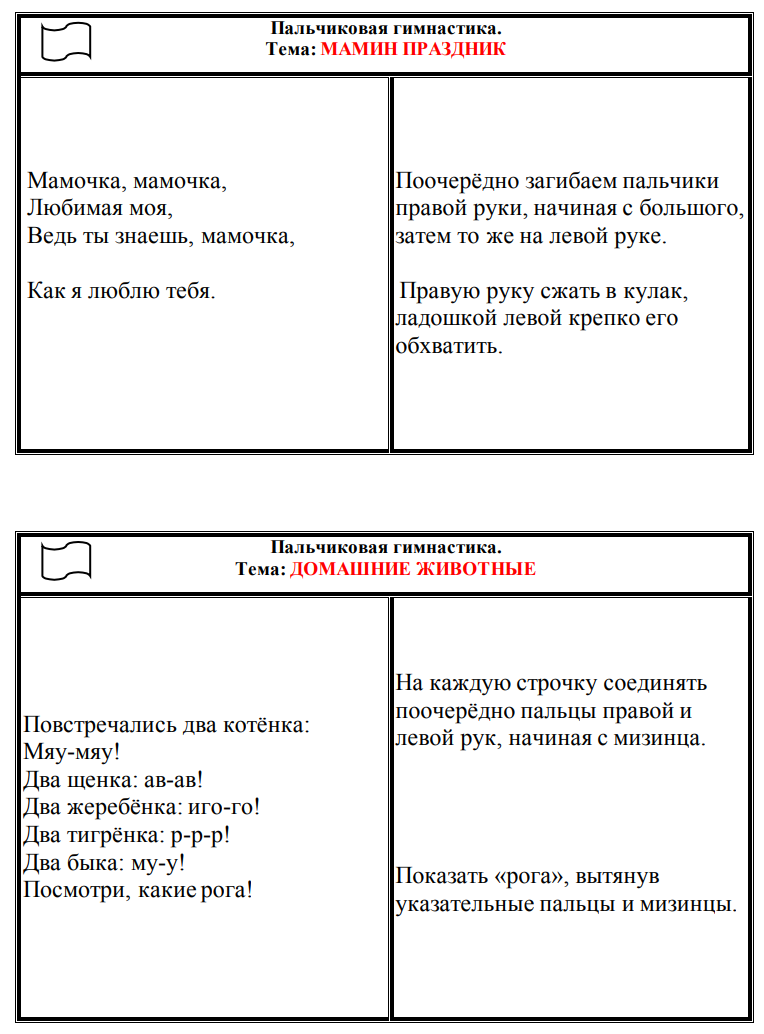 Пальчиковая гимнастика.
Тема: МАМИН ПРАЗДНИК
Мамочка, мамочка,
Любимая моя,
Ведь ты знаешь, мамочка,
Как я люблю тебя.
Поочерёдно загибаем пальчики
правой руки, начиная с большого,
затем то же на левой руке.
Правую руку сжать в кулак,
ладошкой левой крепко его
обхватить.
Пальчиковая гимнастика.
Тема: ДОМАШНИЕ ЖИВОТНЫЕ
Повстречались два котёнка:
Мяу-мяу!
Два щенка: ав-ав!
Два жеребёнка: иго-го!
Два тигрёнка: р-р-р!
Два быка: му-у!
Посмотри, какие рога!
На каждую строчку соединять
поочерёдно пальцы правой и
левой рук, начиная с мизинца.
Показать «рога», вытянув
указательные пальцы и мизинцы.